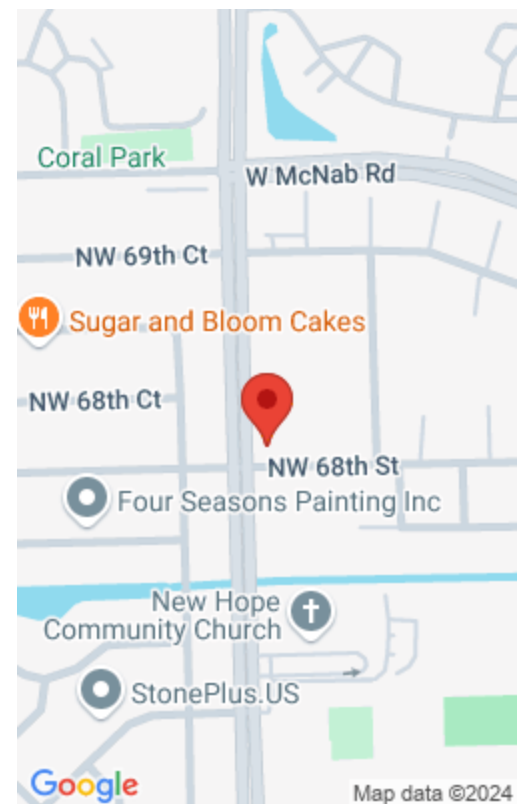 Coral Park
W McNab Rd
NW 69th Ct
Sugar and Bloom Cakes
NW 68th Ct
NW 68th St
Four Seasons Painting Inc
New Hope
Community Church
StonePlus.US
Google
Map data ©2024